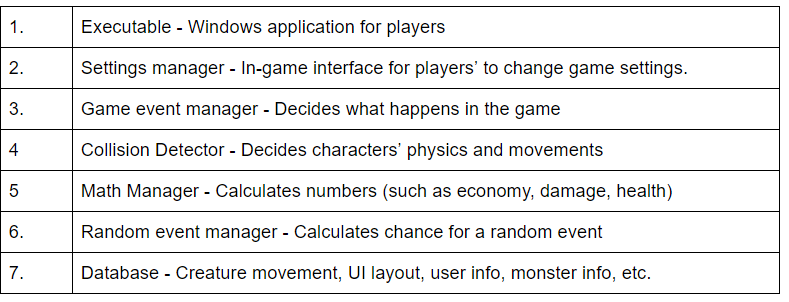 1. Executable - Windows application for players
2. Settings manager - In-game interface for players’ to change game settings.
3. Game event manager - Decides what happens in the game
4 Collision Detector - Decides characters’ physics and movements
5 Math Manager - Calculates numbers (such as economy, damage, health)
6. Random event manager - Calculates chance for a random event
7. Database - Creature movement, UI layout, user info, monster info, etc.